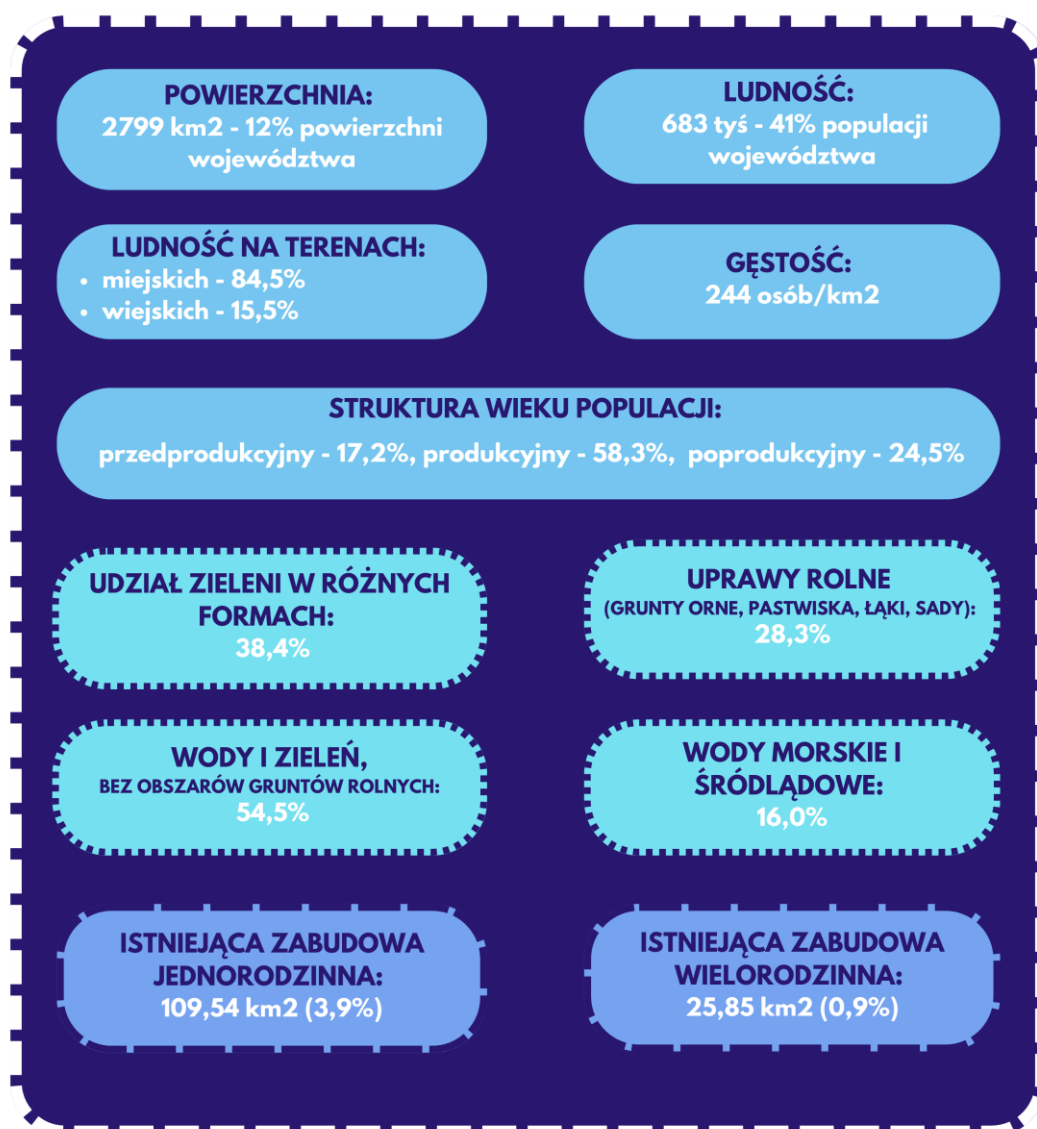 POWIERZCHNIA:
2799 km2 - 12% powierzchni
województwa
LUDNOŚĆ:
683 tyś - 41% populacji
województwa
LUDNOŚĆ NA TERENACH:
• miejskich - 84,5%
• wiejskich - 15,5%
GĘSTOŚĆ:
244 osób/km2
STRUKTURA WIEKU POPULACJI:
przedprodukcyjny - 17,2%, produkcyjny - 58,3%, poprodukcyjny - 24,5%
UDZIAŁ ZIELENI W RÓŻNYCH
FORMACH:
38,4%
UPRAWY ROLNE
(GRUNTY ORNE, PASTWISKA, ŁĄKI, SADY):
28,3%
WODY I ZIELEŃ,
BEZ OBSZARÓW GRUNTÓW ROLNYCH:
54,5%
WODY MORSKIE I
ŚRÓDLĄDOWE:
16,0%
ISTNIEJĄCA ZABUDOWA
JEDNORODZINNA:
109,54 km2 (3,9%)
ISTNIEJĄCA ZABUDOWA
WIELORODZINNA:
25,85 km2 (0,9%)